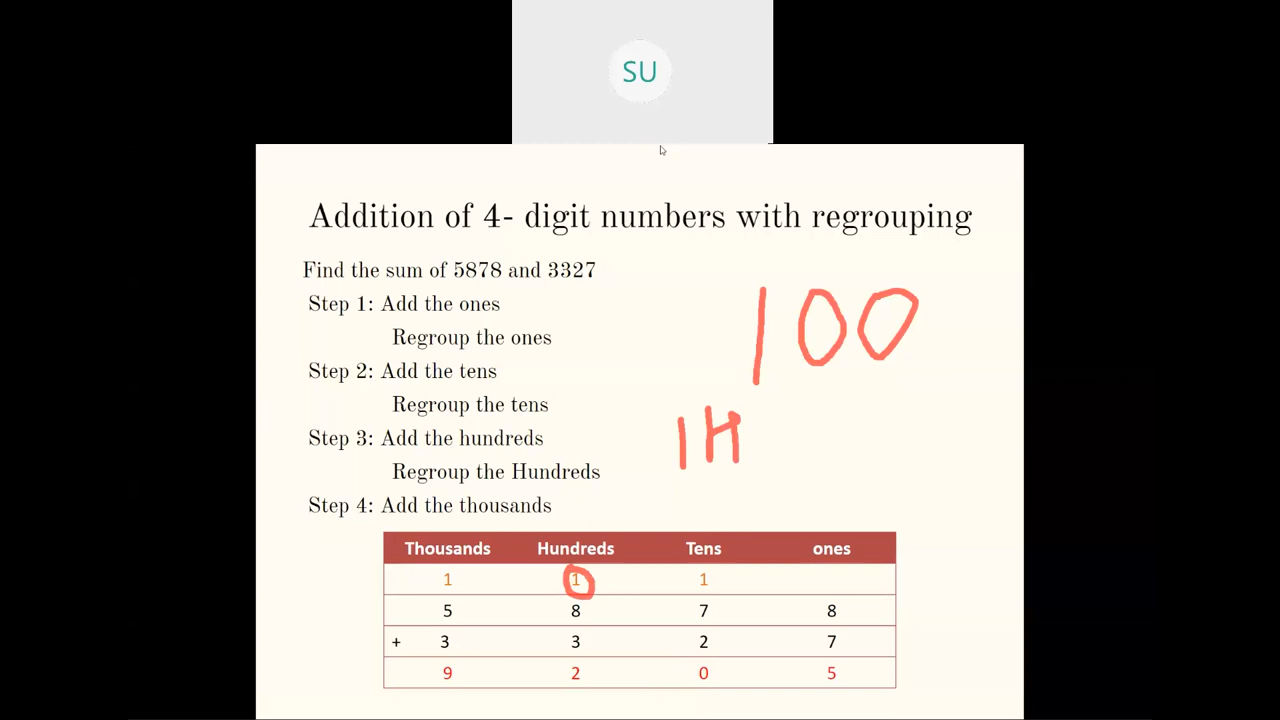 SU
Addition of 4- digit numbers with regrouping
Find the sum of 5878 and 3327
Step 1: Add the ones
Regroup the ones
Step 2: Add the tens
Regroup the tens
Step 3: Add the hundreds
Regroup the Hundreds
Step 4: Add the thousands
100
1H
Thousands Hundreds Tens ones
1 1 1
5 8 7 8
+ 3 3 2 7
9 2 0 5